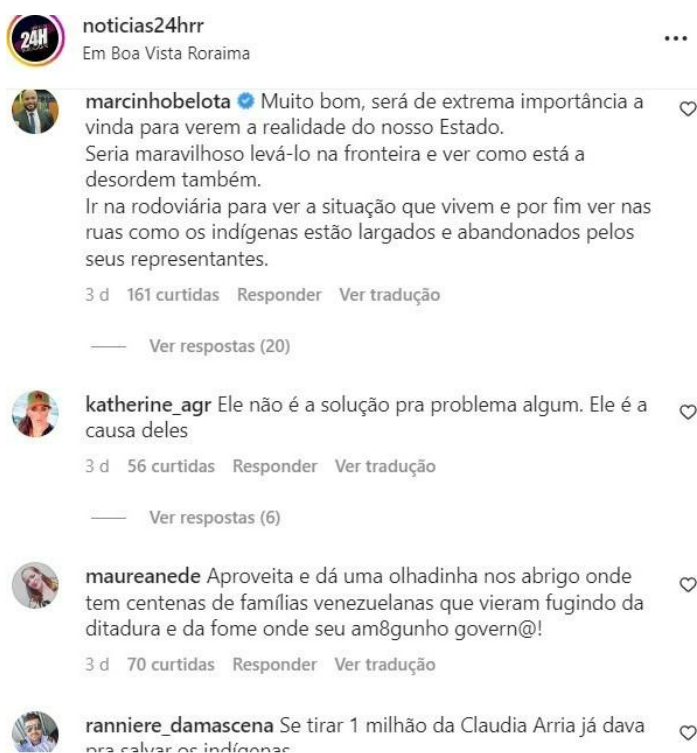 24H
noticias24hrr
Em Boa Vista Roraima
marcinhobelota Muito bom, será de extrema importância a
vinda para verem a realidade do nosso Estado.
Seria maravilhoso levá-lo na fronteira e ver como está a
desordem também.
Ir na rodoviária para ver a situação que vivem e por fim ver nas
ruas como os indígenas estão largados e abandonados pelos
seus representantes.
3 d 161 curtidas Responder Ver tradução
Ver respostas (20)
katherine_agr Ele não é a solução pra problema algum. Ele é a
causa deles
3 d 56 curtidas Responder Ver tradução
Ver respostas (6)
maureanede Aproveita e dá uma olhadinha nos abrigo onde
tem centenas de famílias venezuelanas que vieram fugindo da
ditadura e da fome onde seu am8gunho govern@!
3 d 70 curtidas Responder Ver tradução
ranniere_damascena Se tirar 1 milhão da Claudia Arria já dava
pra salvar os indígenas